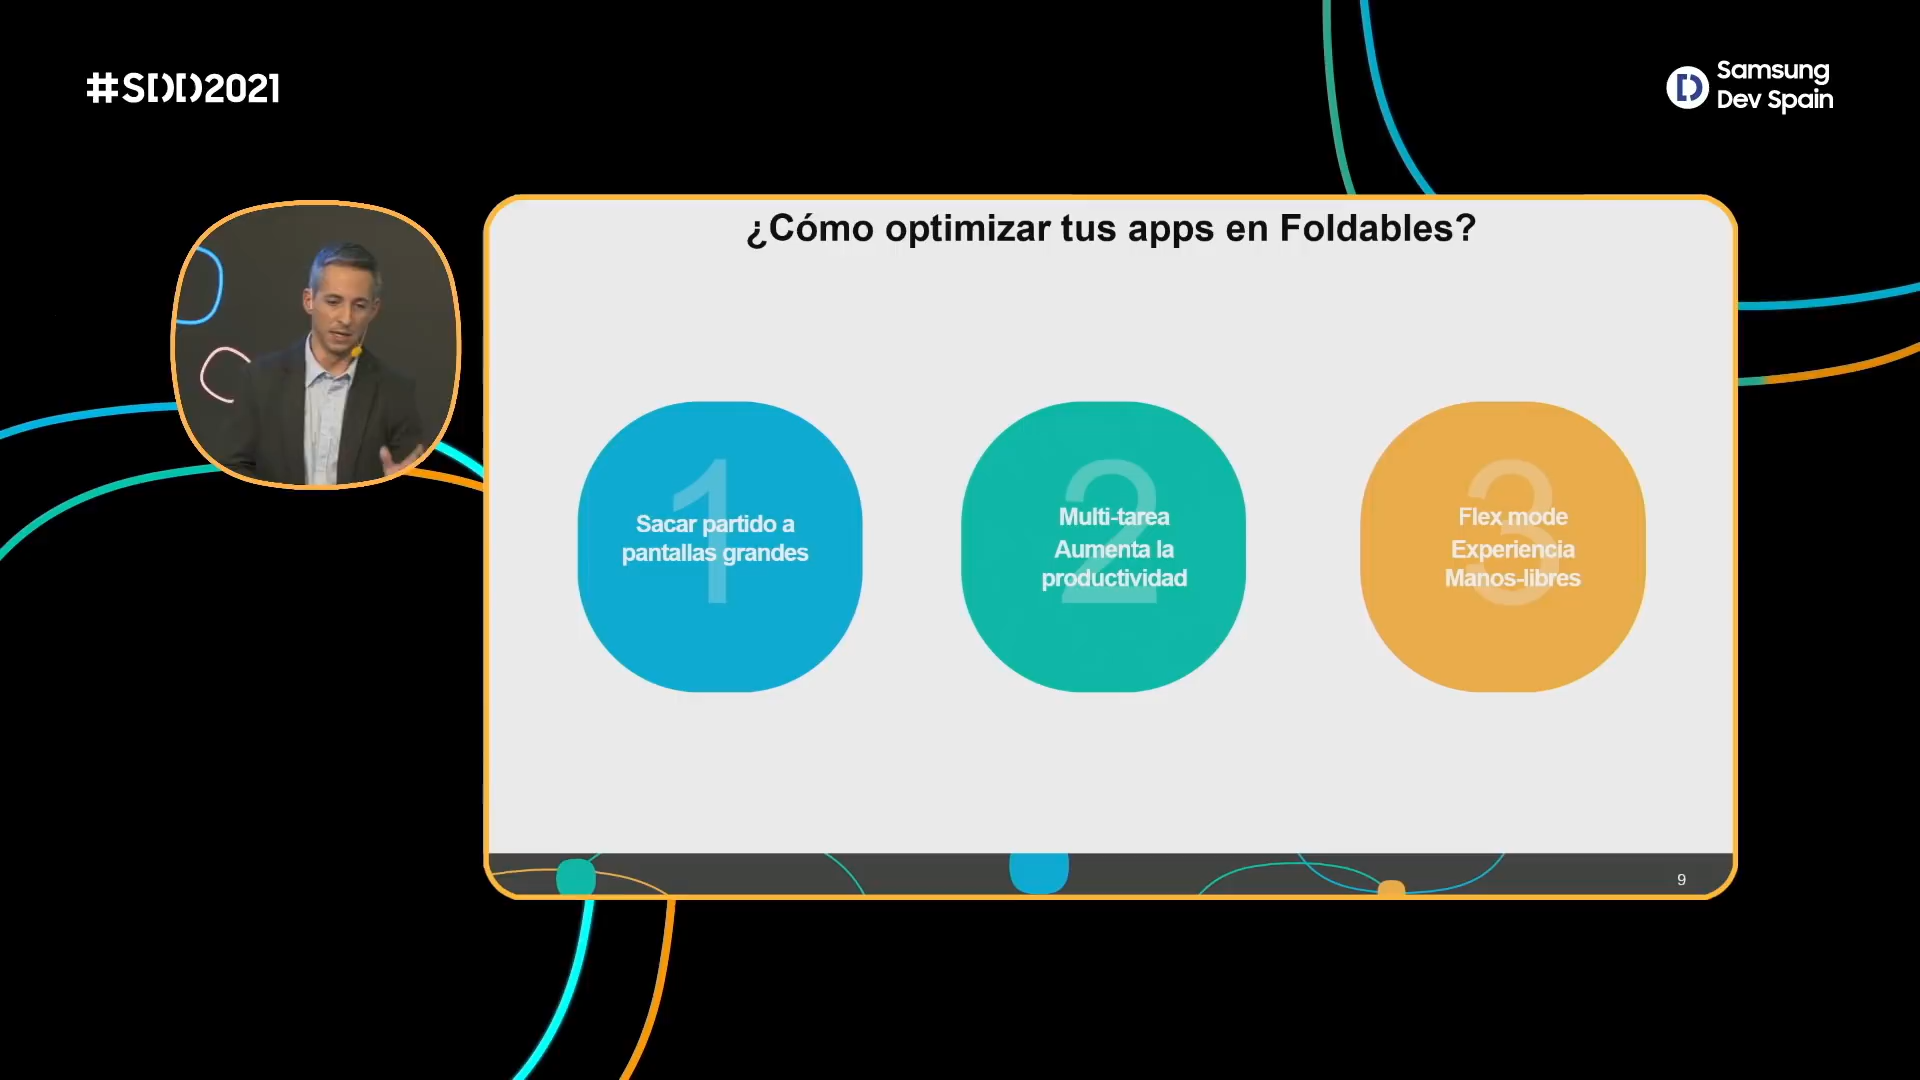 #SDD2021
Samsung
Dev Spain
¿Cómo optimizar tus apps en Foldables?
1
Sacar partido a
pantallas grandes
2
Multi-tarea
Aumenta la
productividad
3
Flex mode
Experiencia
Manos-libres
9